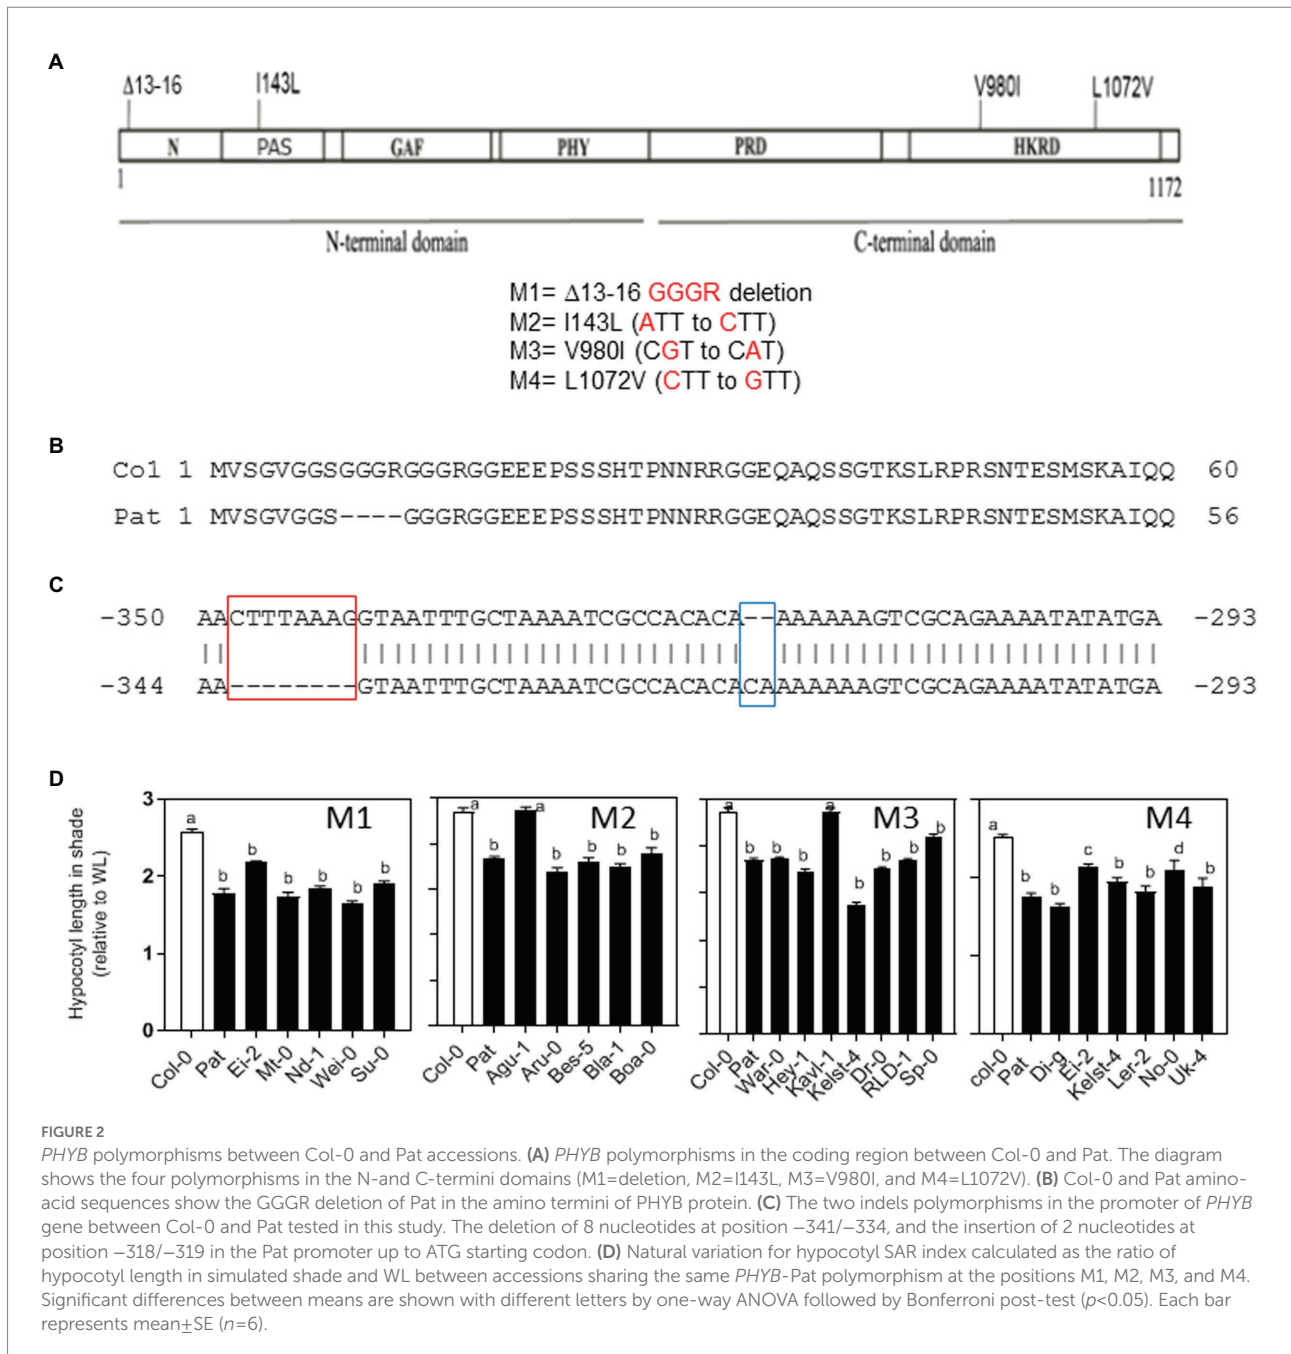 A
Δ13-16 I143L V980I L1072V
N PAS GAF PHY PRD HKRD
1 1172
N-terminal domain C-terminal domain
M1= Δ13-16 GGGR deletion
M2= I143L (ATT to CTT)
M3= V980I (CGT to CAT)
M4= L1072V (CTT to GTT)
B
Col 1 MVSGVGGSGGGRGGGRGGEEEPSSSHTPNNRRGGEQAQSSGTKSLRPRSNTESMSKAIQQ 60
Pat 1 MVSGVGGS----GGGRGGEEEPSSSHTPNNRRGGEQAQSSGTKSLRPRSNTESMSKAIQQ 56
C
-350 AACTTTAAAGGTAATTTGCTAAAATCGCCACACA--AAAAAAGTCGCAGAAAATATATGA -293
-344 AA--------GTAATTTGCTAAAATCGCCACACACAAAAAAAGTCGCAGAAAATATATGA -293
D
Hypocotyl length in shade
(relative to WL)
3
2
1
0
M1
a b b b b b b
Col-0 Pat Ei-2 Mt-0 Nd-1 Wei-0 Su-0
M2
a b a b b b b
Col-0 Pat Agu-1 Aru-0 Bes-5 Bla-1 Boa-0
M3
a b b b a b b b b
Col-0 Pat War-0 Hey-1 Kavl-1 Kelst-4 Dr-0 RLD-1 Sp-0
M4
a b b c b b d b
col-0 Pat Di-g Ei-2 Kelst-4 Ler-2 No-0 Uk-4
FIGURE 2
PHYB polymorphisms between Col-0 and Pat accessions. (A) PHYB polymorphisms in the coding region between Col-0 and Pat. The diagram
shows the four polymorphisms in the N-and C-termini domains (M1=deletion, M2=I143L, M3=V980I, and M4=L1072V). (B) Col-0 and Pat amino-
acid sequences show the GGGR deletion of Pat in the amino termini of PHYB protein. (C) The two indels polymorphisms in the promoter of PHYB
gene between Col-0 and Pat tested in this study. The deletion of 8 nucleotides at position −341/−334, and the insertion of 2 nucleotides at
position −318/−319 in the Pat promoter up to ATG starting codon. (D) Natural variation for hypocotyl SAR index calculated as the ratio of
hypocotyl length in simulated shade and WL between accessions sharing the same PHYB-Pat polymorphism at the positions M1, M2, M3, and M4.
Significant differences between means are shown with different letters by one-way ANOVA followed by Bonferroni post-test (p<0.05). Each bar
represents mean±SE (n=6).